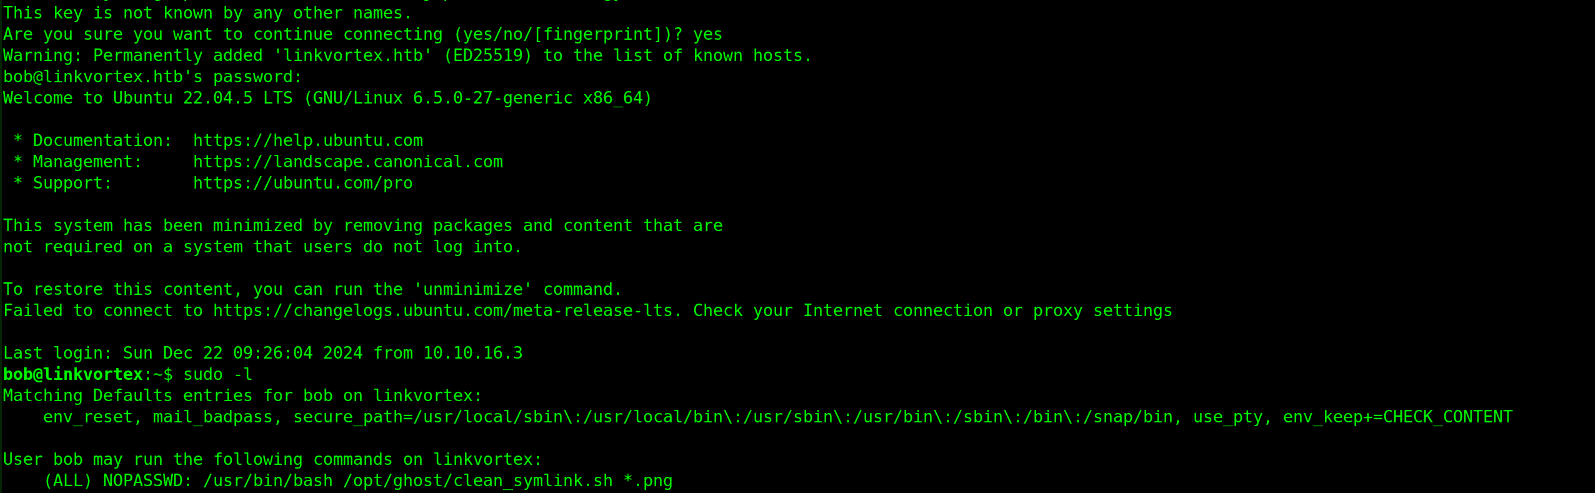 This key is not known by any other names.
Are you sure you want to continue connecting (yes/no/[fingerprint])? yes
Warning: Permanently added 'linkvortex.htb' (ED25519) to the list of known hosts.
bob@linkvortex.htb's password:
Welcome to Ubuntu 22.04.5 LTS (GNU/Linux 6.5.0-27-generic x86_64)

 * Documentation:  https://help.ubuntu.com
 * Management:     https://landscape.canonical.com
 * Support:        https://ubuntu.com/pro

This system has been minimized by removing packages and content that are
not required on a system that users do not log into.

To restore this content, you can run the 'unminimize' command.
Failed to connect to https://changelogs.ubuntu.com/meta-release-lts. Check your Internet connection or proxy settings

Last login: Sun Dec 22 09:26:04 2024 from 10.10.16.3
bob@linkvortex:~$ sudo -l
Matching Defaults entries for bob on linkvortex:
    env_reset, mail_badpass, secure_path=/usr/local/sbin\:/usr/local/bin\:/usr/sbin\:/usr/bin\:/sbin\:/bin\:/snap/bin, use_pty, env_keep+=CHECK_CONTENT

User bob may run the following commands on linkvortex:
    (ALL) NOPASSWD: /usr/bin/bash /opt/ghost/clean_symlink.sh *.png